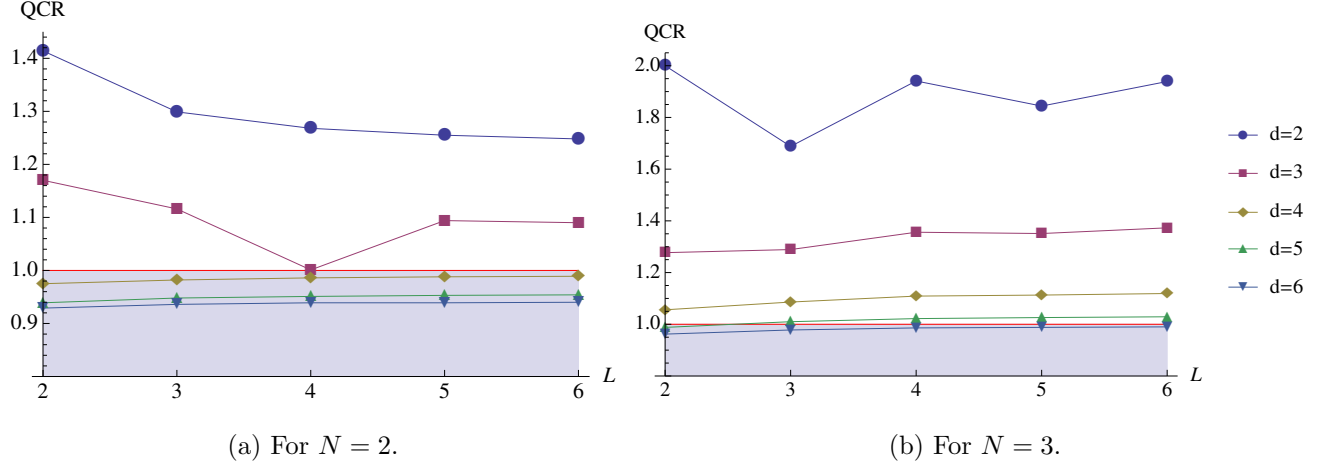 QCR
1.4
1.3
1.2
1.1
1.0
0.9
2 3 4 5 6 L
(a) For N = 2.
QCR
2.0
1.8
1.6
1.4
1.2
1.0
2 3 4 5 6 L
(b) For N = 3.
d=2
d=3
d=4
d=5
d=6